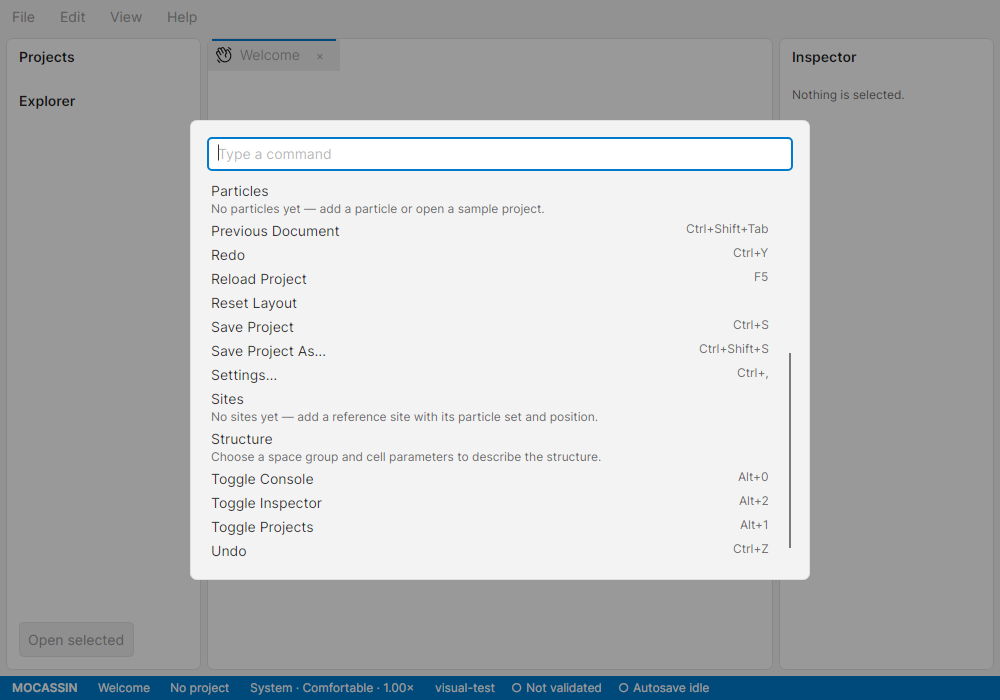 File Edit View Help
Projects
Explorer
Welcome ×
Inspector
Nothing is selected.
Type a command
Particles
No particles yet — add a particle or open a sample project.
Previous Document Ctrl+Shift+Tab
Redo Ctrl+Y
Reload Project F5
Reset Layout
Save Project Ctrl+S
Save Project As... Ctrl+Shift+S
Settings... Ctrl+,
Sites
No sites yet — add a reference site with its particle set and position.
Structure
Choose a space group and cell parameters to describe the structure.
Toggle Console Alt+0
Toggle Inspector Alt+2
Toggle Projects Alt+1
Undo Ctrl+Z
Open selected
MOCASSIN Welcome No project System · Comfortable · 1.00× visual-test Not validated Autosave idle